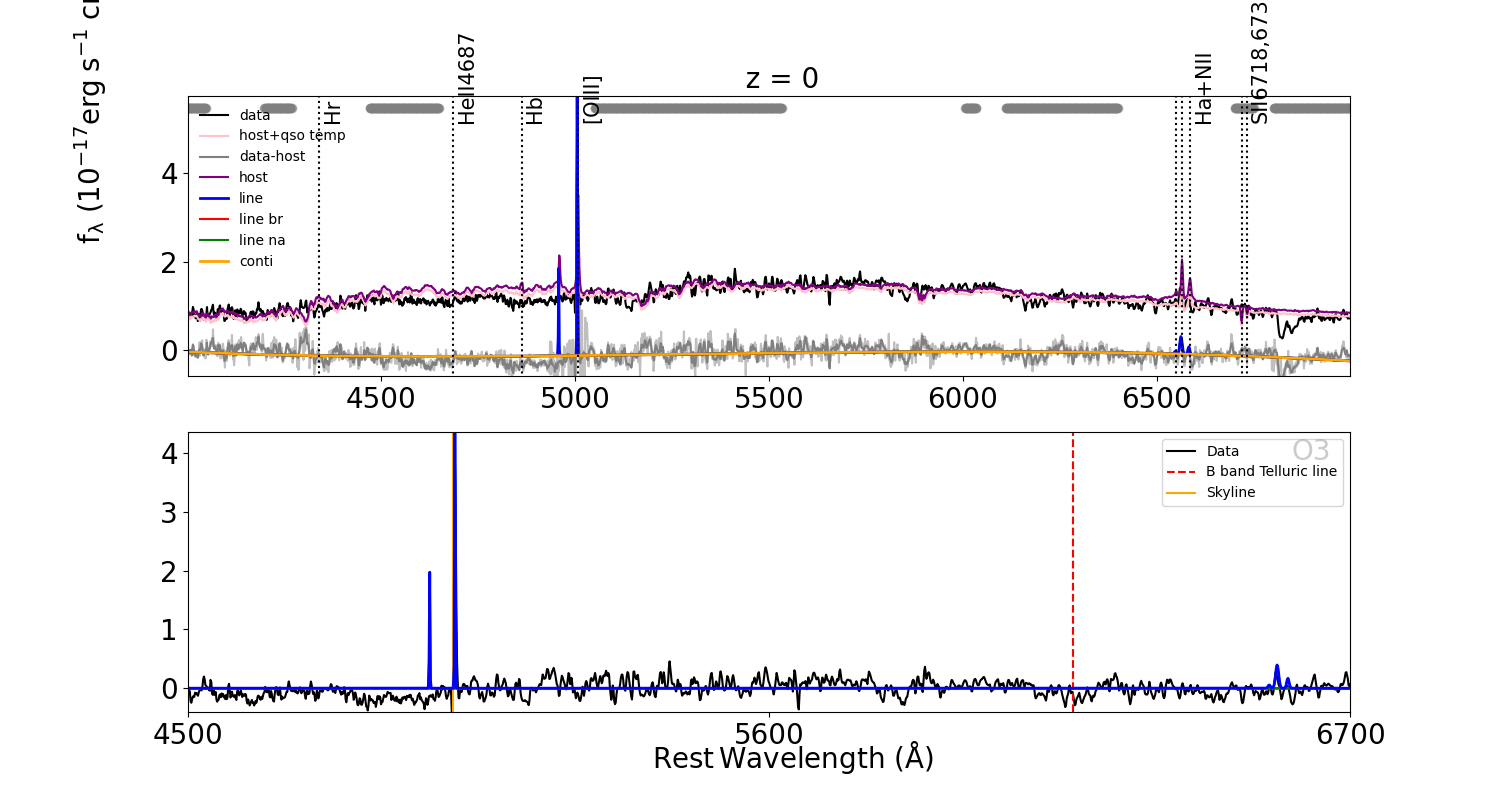 z = 0
f_λ (10^−17 erg s^−1
Hr
HeII4687
Hb
[OIII]
Ha+NII
SII6718,673
data
host+qso temp
data-host
host
line
line br
line na
conti
4
2
0
4500 5000 5500 6000 6500
O3
Data
B band Telluric line
Skyline
4
3
2
1
0
4500 5600 6700
Rest Wavelength (Å)